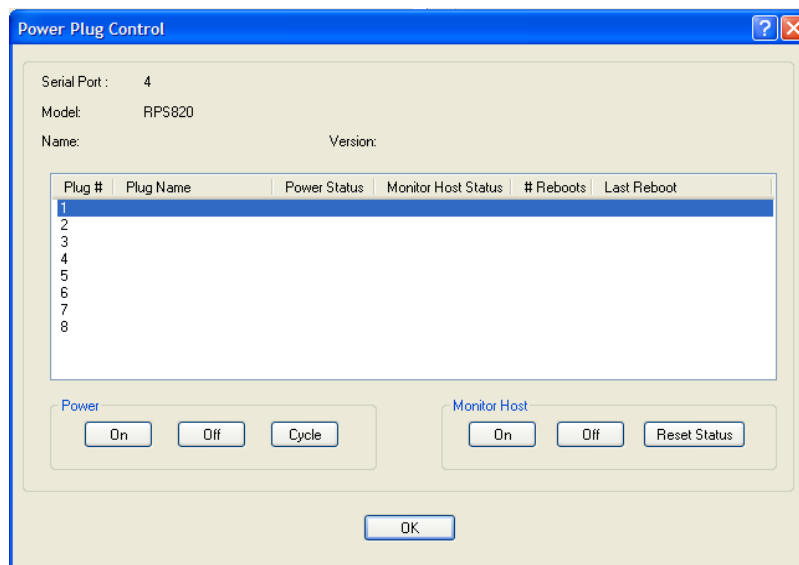 Power Plug Control
Serial Port : 4
Model: RPS820
Name: Version:
Plug # Plug Name Power Status Monitor Host Status # Reboots Last Reboot
1
2
3
4
5
6
7
8
Power Monitor Host
On Off Cycle On Off Reset Status
OK